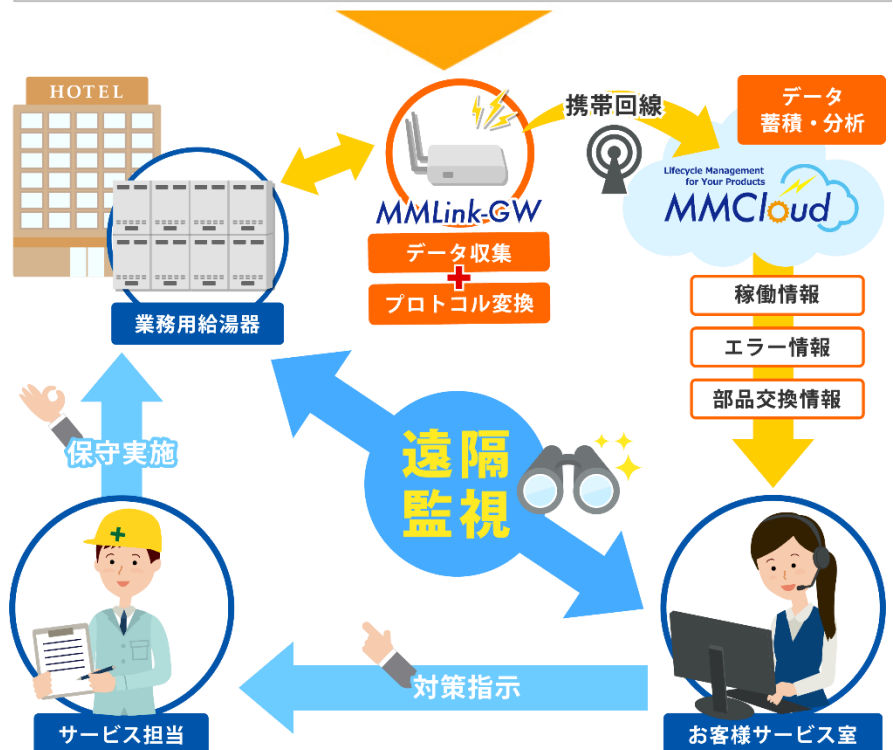 HOTEL
携帯回線
データ
蓄積・分析
Lifecycle Management
for Your Products
MMCloud
MMLink-GW
データ収集
+
プロトコル変換
業務用給湯器
稼働情報
エラー情報
部品交換情報
遠隔
監視
保守実施
対策指示
サービス担当
お客様サービス室